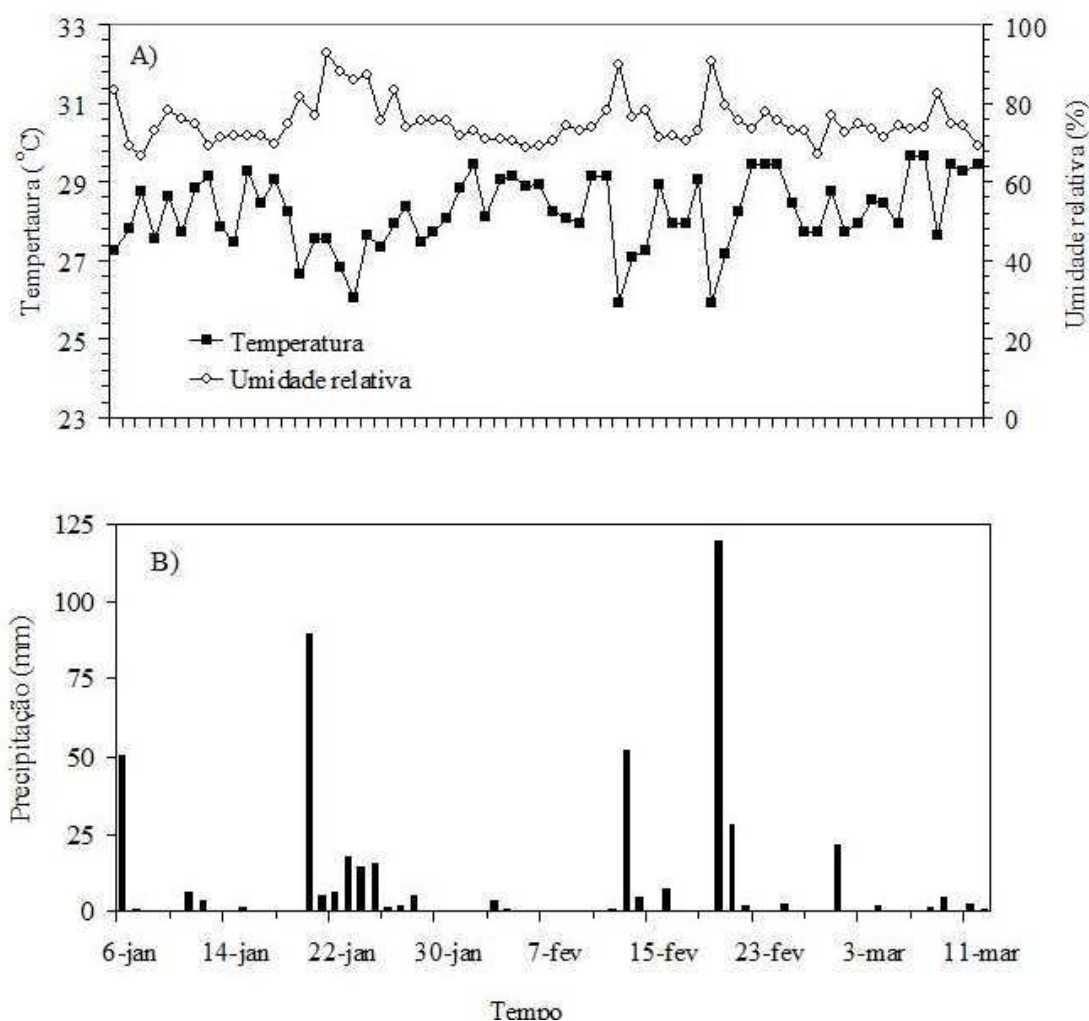 A)
33
31
29
27
25
23
Tempertaura (°C)
100
80
60
40
20
0
Umidade relativa (%)
Temperatura
Umidade relativa
B)
125
100
75
50
25
0
Precipitação (mm)
6-jan 14-jan 22-jan 30-jan 7-fev 15-fev 23-fev 3-mar 11-mar
Tempo